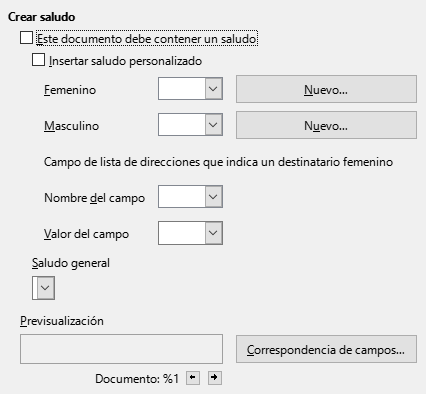 Crear saludo
Este documento debe contener un saludo
Insertar saludo personalizado
Femenino
Nuevo...
Masculino
Nuevo...
Campo de lista de direcciones que indica un destinatario femenino
Nombre del campo
Valor del campo
Saludo general
Previsualización
Correspondencia de campos...
Documento: %1